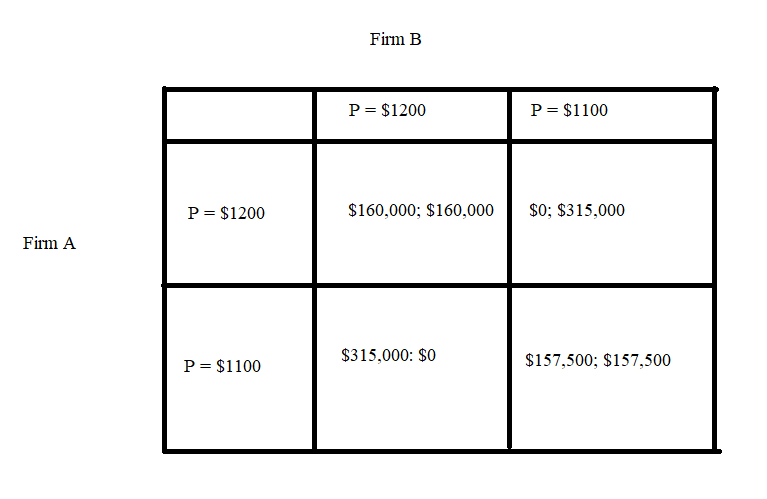 Firm B
P = $1200 P = $1100
P = $1200 $160,000; $160,000 $0; $315,000
Firm A
P = $1100 $315,000: $0 $157,500; $157,500